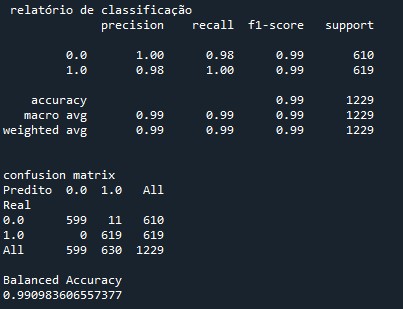 relatório de classificação
precision recall f1-score support
0.0 1.00 0.98 0.99 610
1.0 0.98 1.00 0.99 619
accuracy 0.99 1229
macro avg 0.99 0.99 0.99 1229
weighted avg 0.99 0.99 0.99 1229
confusion matrix
Predito 0.0 1.0 All
Real
0.0 599 11 610
1.0 0 619 619
All 599 630 1229
Balanced Accuracy
0.990983606557377